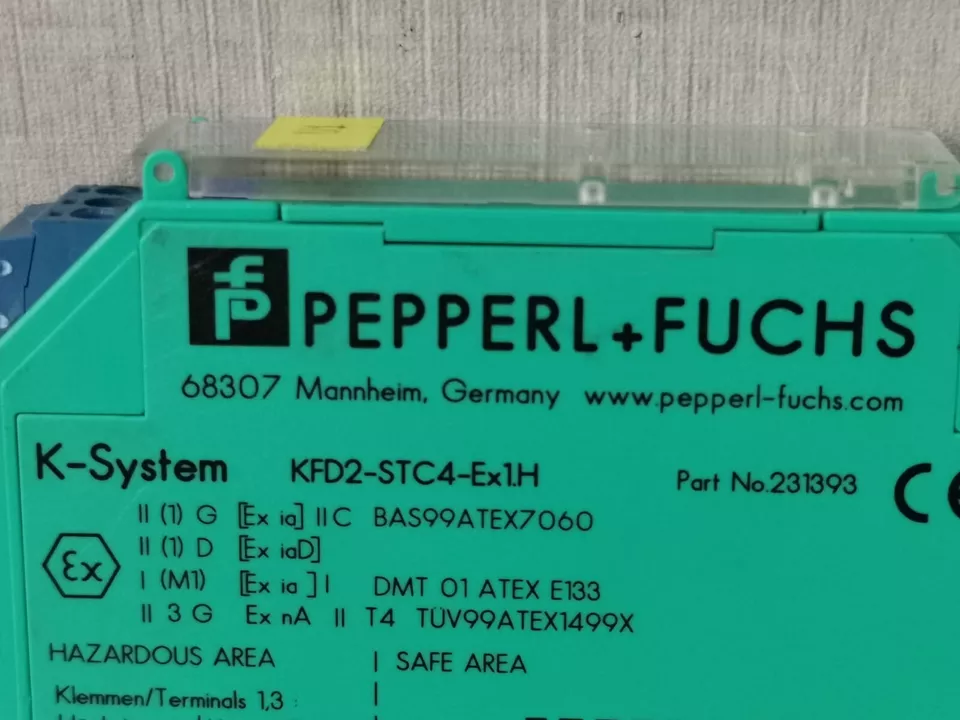 PEPPERL+FUCHS
68307 Mannheim, Germany www.pepperl-fuchs.com
K-System KFD2-STC4-Ex1.H Part No.231393 CE
II (1) G [Ex ia] IIC BAS99ATEX7060
II (1) D [Ex iaD]
Ex I (M1) [Ex ia ] I DMT 01 ATEX E133
II 3 G Ex nA II T4 TÜV99ATEX1499X
HAZARDOUS AREA | SAFE AREA
Klemmen/Terminals 1,3 : |